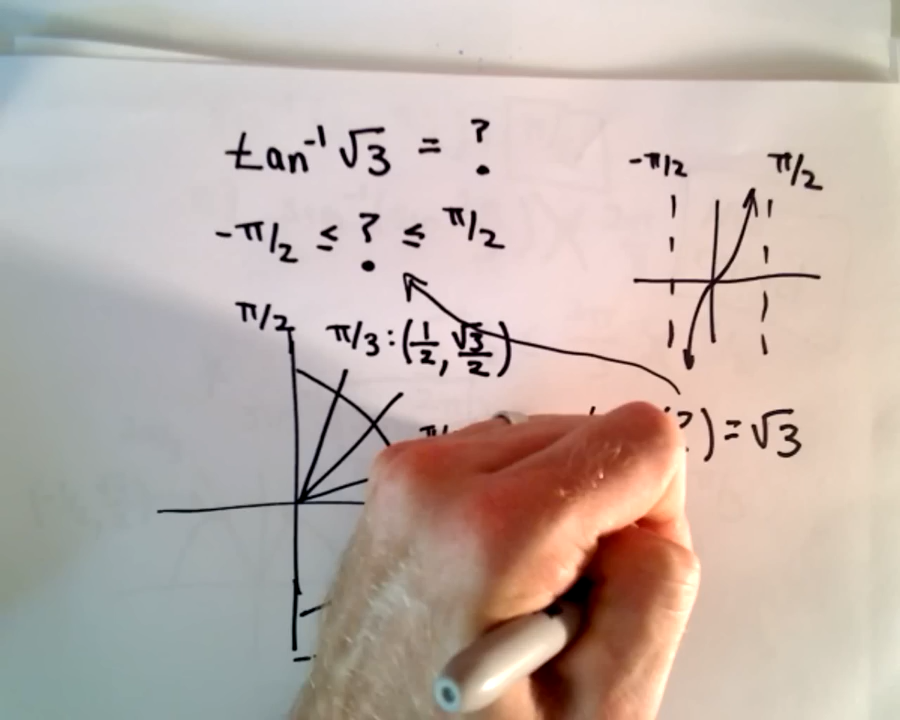 tan⁻¹ √3 = ?
-π/2 ≤ ? ≤ π/2
-π/2 π/2
π/2
π/3 : (1/2, √3/2)
?) = √3